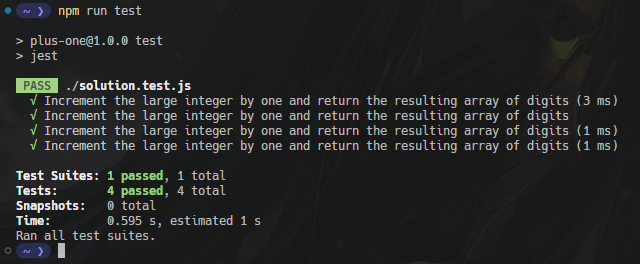 ~ ❯ npm run test
> plus-one@1.0.0 test
> jest
PASS ./solution.test.js
√ Increment the large integer by one and return the resulting array of digits (3 ms)
√ Increment the large integer by one and return the resulting array of digits
√ Increment the large integer by one and return the resulting array of digits (1 ms)
√ Increment the large integer by one and return the resulting array of digits (1 ms)
Test Suites: 1 passed, 1 total
Tests: 4 passed, 4 total
Snapshots: 0 total
Time: 0.595 s, estimated 1 s
Ran all test suites.
~ ❯